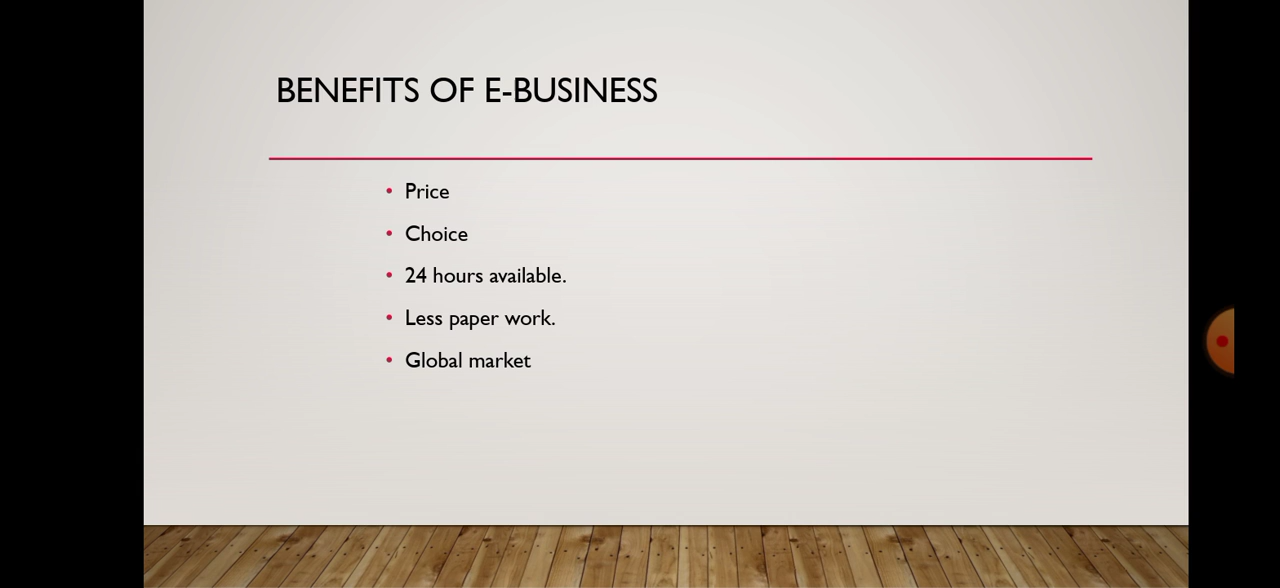 BENEFITS OF E-BUSINESS
• Price
• Choice
• 24 hours available.
• Less paper work.
• Global market